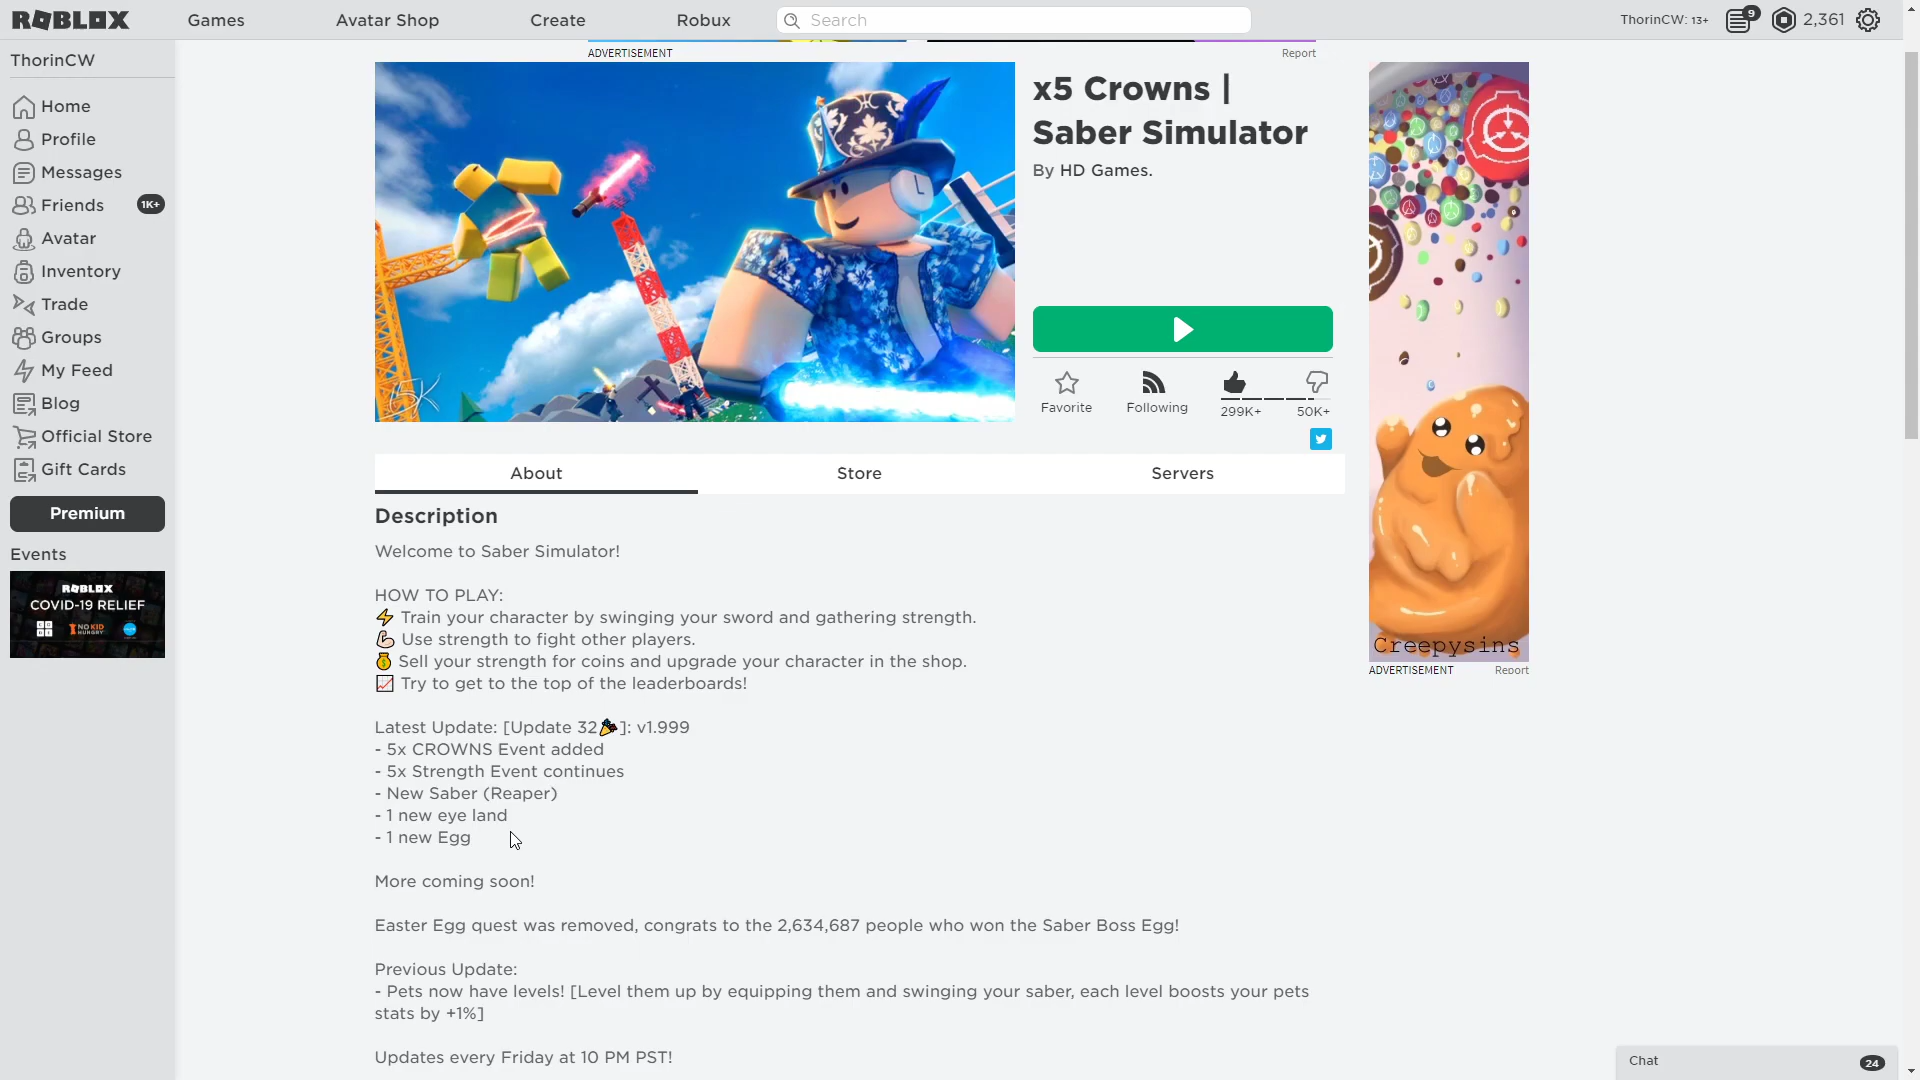 ROBLOX
Games
Avatar Shop
Create
Robux
Search
ThorinCW: 13+
9
2,361
ThorinCW
Home
Profile
Messages
Friends
1K+
Avatar
Inventory
Trade
Groups
My Feed
Blog
Official Store
Gift Cards
Premium
Events
ROBLOX
COVID-19 RELIEF
NO KID
HUNGRY
ADVERTISEMENT
Report
x5 Crowns |
Saber Simulator
By HD Games.
Favorite
Following
299K+
50K+
About
Store
Servers
Description
Welcome to Saber Simulator!
HOW TO PLAY:
⚡ Train your character by swinging your sword and gathering strength.
💪 Use strength to fight other players.
💰 Sell your strength for coins and upgrade your character in the shop.
📈 Try to get to the top of the leaderboards!
Latest Update: [Update 32🎉]: v1.999
- 5x CROWNS Event added
- 5x Strength Event continues
- New Saber (Reaper)
- 1 new eye land
- 1 new Egg
More coming soon!
Easter Egg quest was removed, congrats to the 2,634,687 people who won the Saber Boss Egg!
Previous Update:
- Pets now have levels! [Level them up by equipping them and swinging your saber, each level boosts your pets
stats by +1%]
Updates every Friday at 10 PM PST!
Creepysins
ADVERTISEMENT
Report
Chat
24